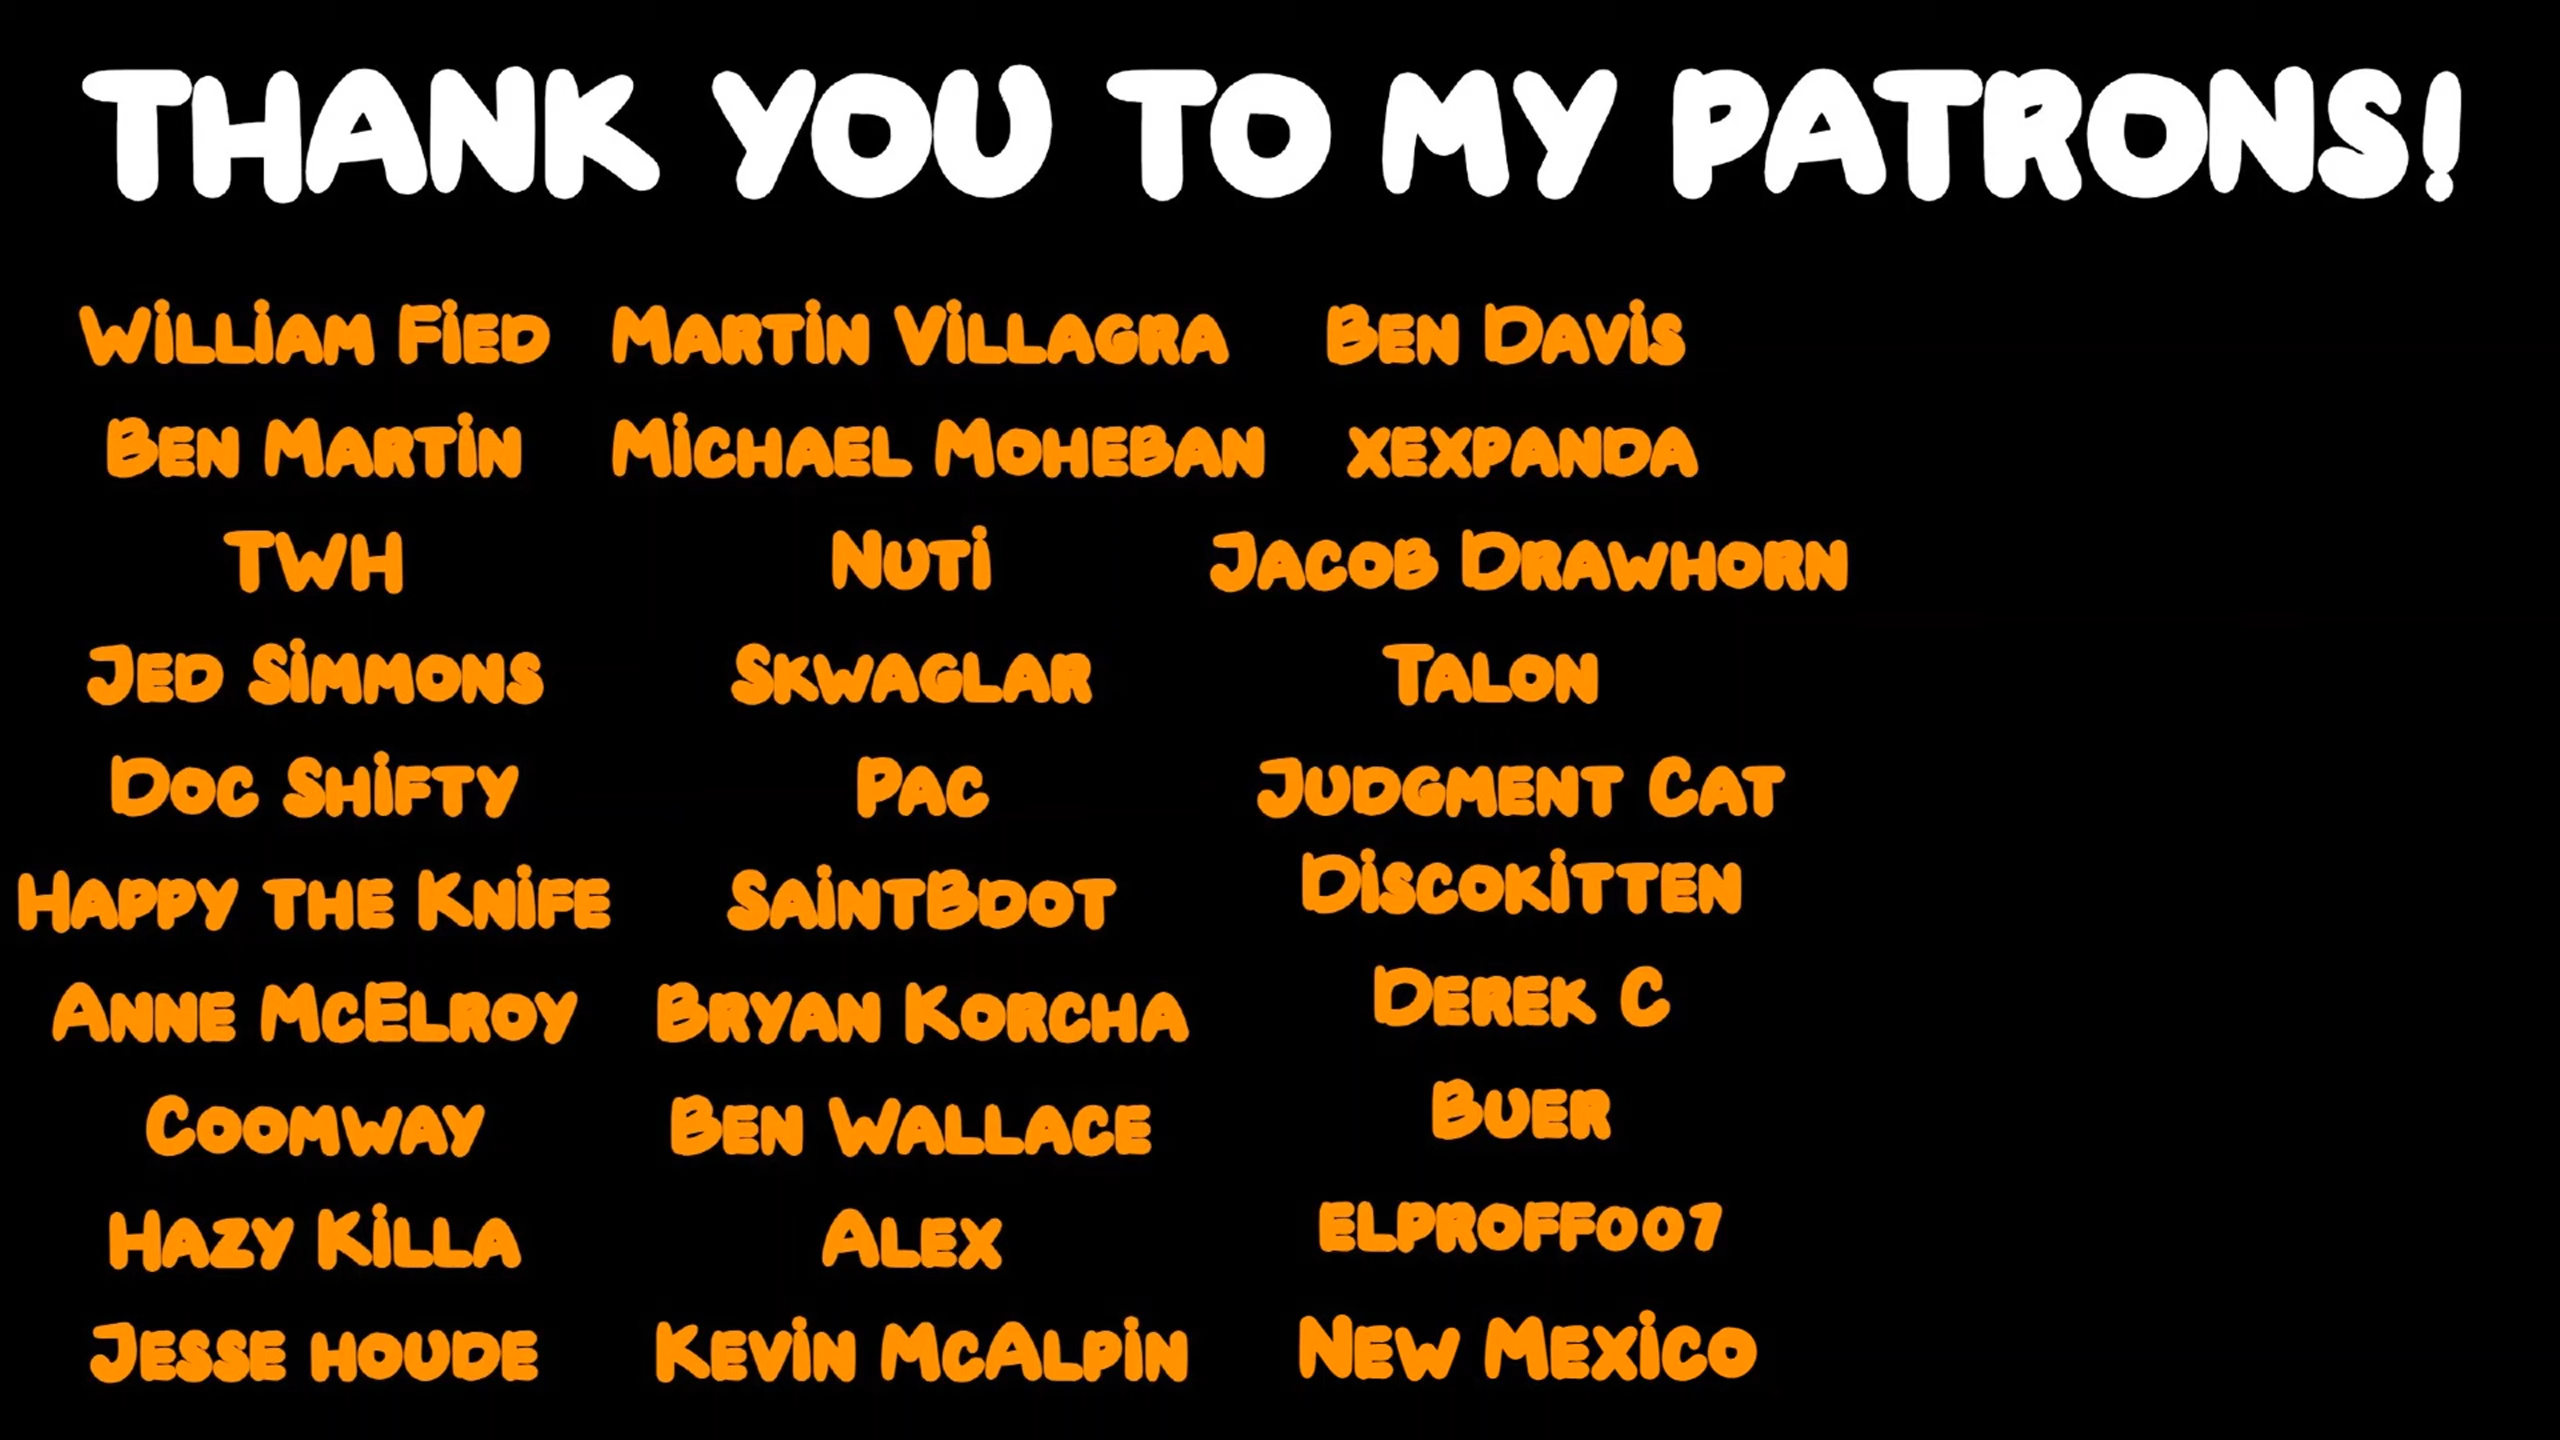 THANK YOU TO MY PATRONS!
William Fied
Ben Martin
TWH
Jed Simmons
Doc Shifty
Happy the Knife
Anne McElroy
Coomway
Hazy Killa
Jesse houde
Martin Villagra
Michael Moheban
Nuti
Skwaglar
Pac
SaintBdot
Bryan Korcha
Ben Wallace
Alex
Kevin McAlpin
Ben Davis
xexpanda
Jacob Drawhorn
Talon
Judgment Cat
Discokitten
Derek C
Buer
elproff007
New Mexico